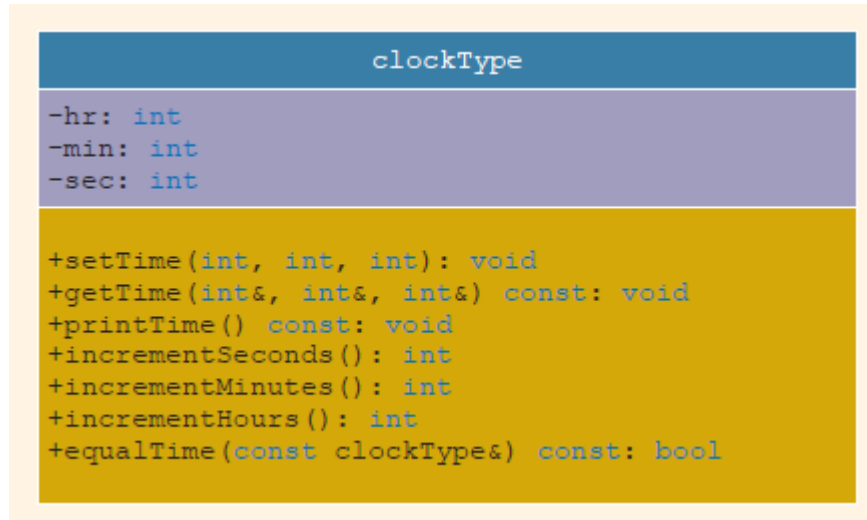 clockType
-hr: int
-min: int
-sec: int
+setTime(int, int, int): void
+getTime(int&, int&, int&) const: void
+printTime() const: void
+incrementSeconds(): int
+incrementMinutes(): int
+incrementHours(): int
+equalTime(const clockType&) const: bool